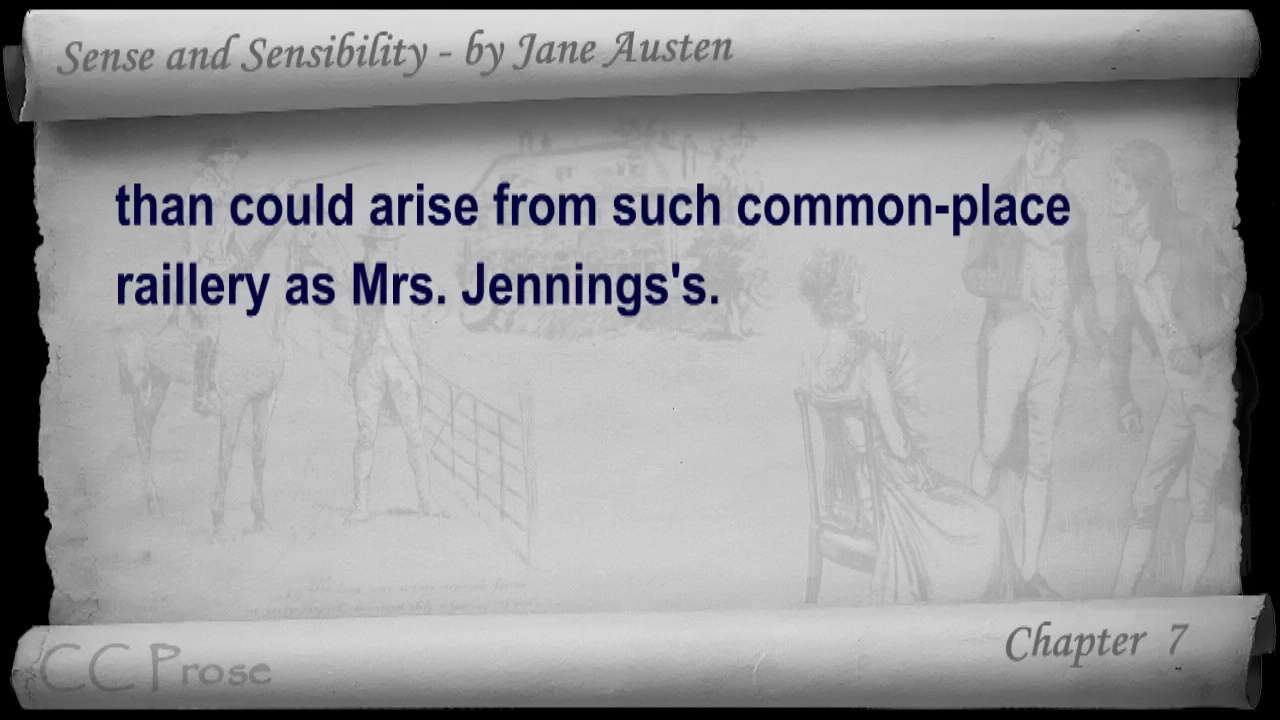 Sense and Sensibility - by Jane Austen
than could arise from such common-place
raillery as Mrs. Jennings's.
Chapter 7
CC Prose